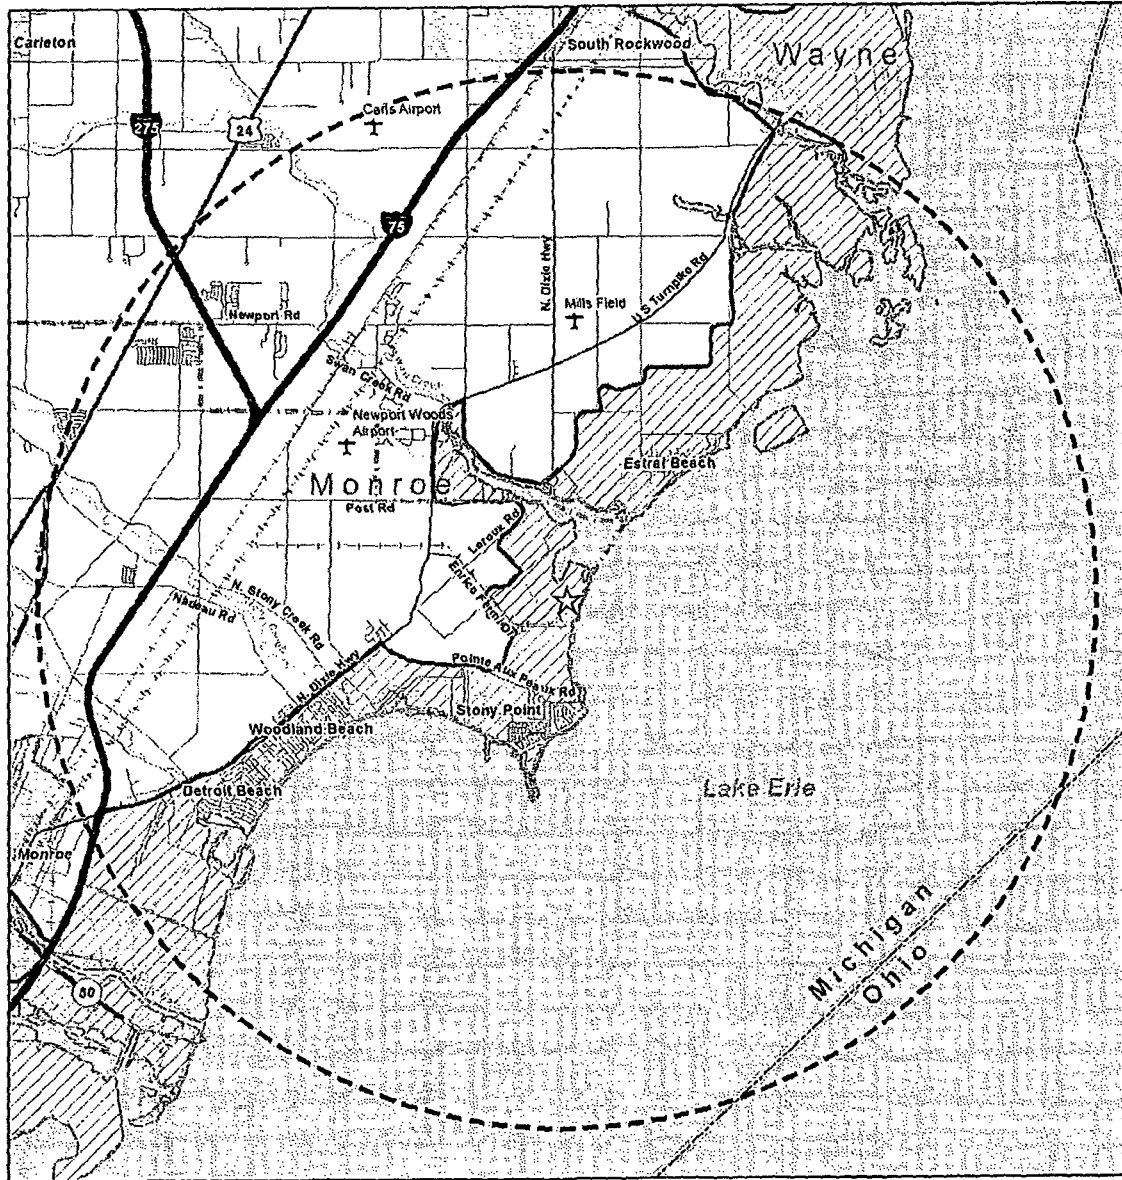 Carleton
South Rockwood
Wayne
Carls Airport
275
24
75
N. Dixie Hwy
US Turnpike Rd
Mills Field
Newport Rd
Swan Creek Rd
Newport Woods
Airport
Estral Beach
Monroe
Post Rd
Leroux Rd
Enrico Fermi Dr
N. Stony Creek Rd
Nadeau Rd
N. Dixie Hwy
Pointe Aux Peaux Rd
Stony Point
Woodland Beach
Detroit Beach
Lake Erie
Monroe
Michigan
Ohio
50